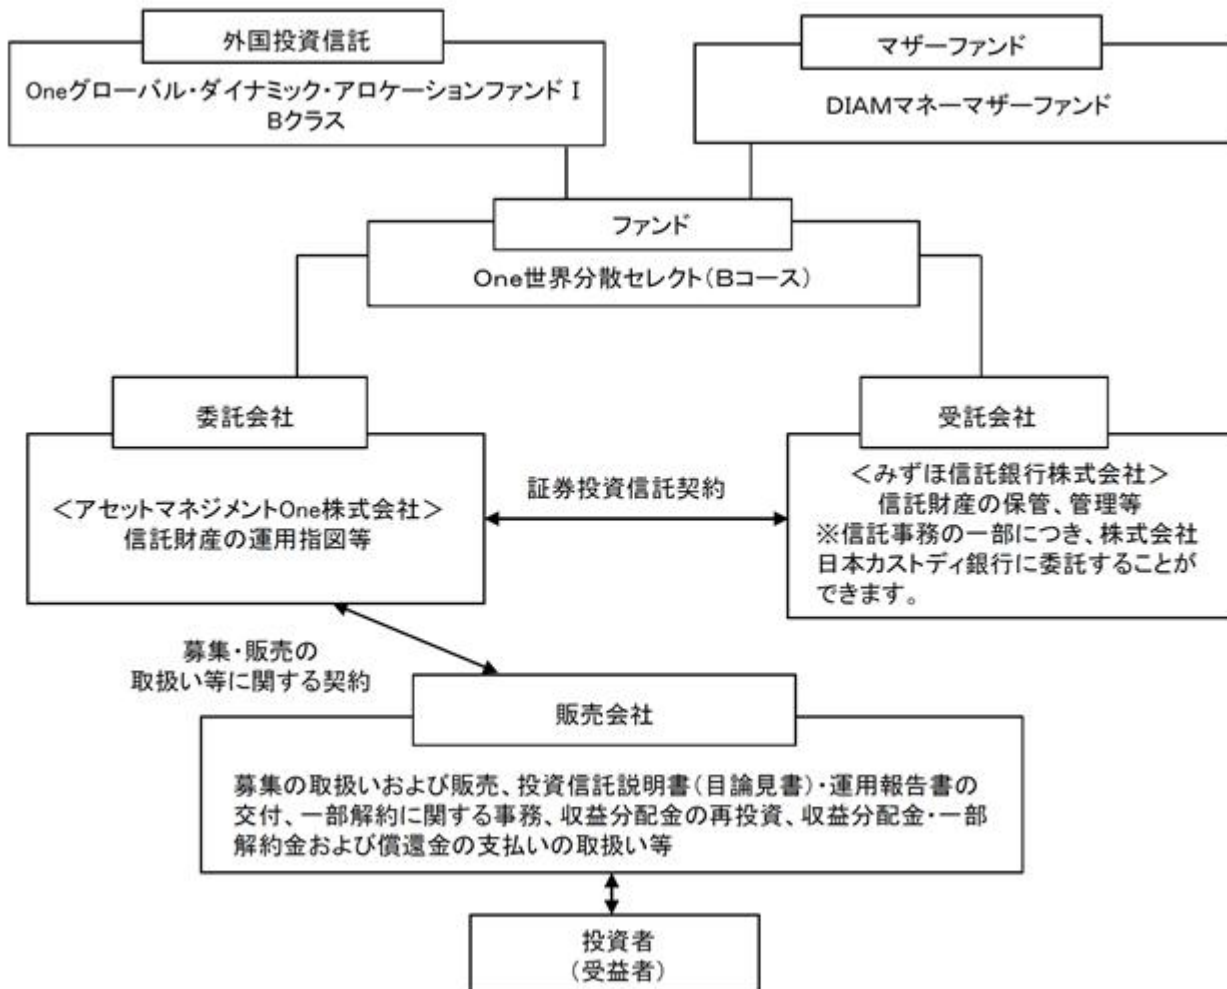 外国投資信託
Oneグローバル・ダイナミック・アロケーションファンドⅠ
Bクラス
マザーファンド
DIAMマネーマザーファンド
ファンド
One世界分散セレクト(Bコース)
委託会社
<アセットマネジメントOne株式会社>
信託財産の運用指図等
証券投資信託契約
受託会社
<みずほ信託銀行株式会社>
信託財産の保管、管理等
※信託事務の一部につき、株式会社
日本カストディ銀行に委託することが
できます。
募集・販売の
取扱い等に関する契約
販売会社
募集の取扱いおよび販売、投資信託説明書(目論見書)・運用報告書の
交付、一部解約に関する事務、収益分配金の再投資、収益分配金・一部
解約金および償還金の支払いの取扱い等
投資者
(受益者)